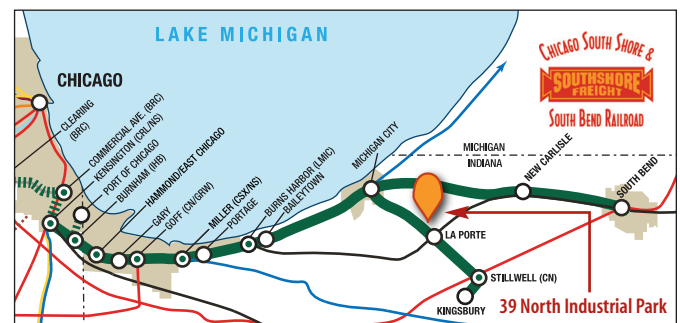 LAKE MICHIGAN
CHICAGO
CLEARING
(BRC)
COMMERCIAL AVE. (BRC)
KENSINGTON (CRL/NS)
PORT OF CHICAGO
BURNHAM (IHB)
HAMMOND/EAST CHICAGO
GARY
GOFF (CN/GRW)
MILLER (CSX/NS)
PORTAGE
BURNS HARBOR (LMIC)
BAILEYTOWN
MICHIGAN CITY
MICHIGAN
INDIANA
NEW CARLISLE
SOUTH BEND
LA PORTE
STILLWELL (CN)
KINGSBURY
39 North Industrial Park
Chicago South Shore &
SOUTHSHORE
FREIGHT
South Bend Railroad